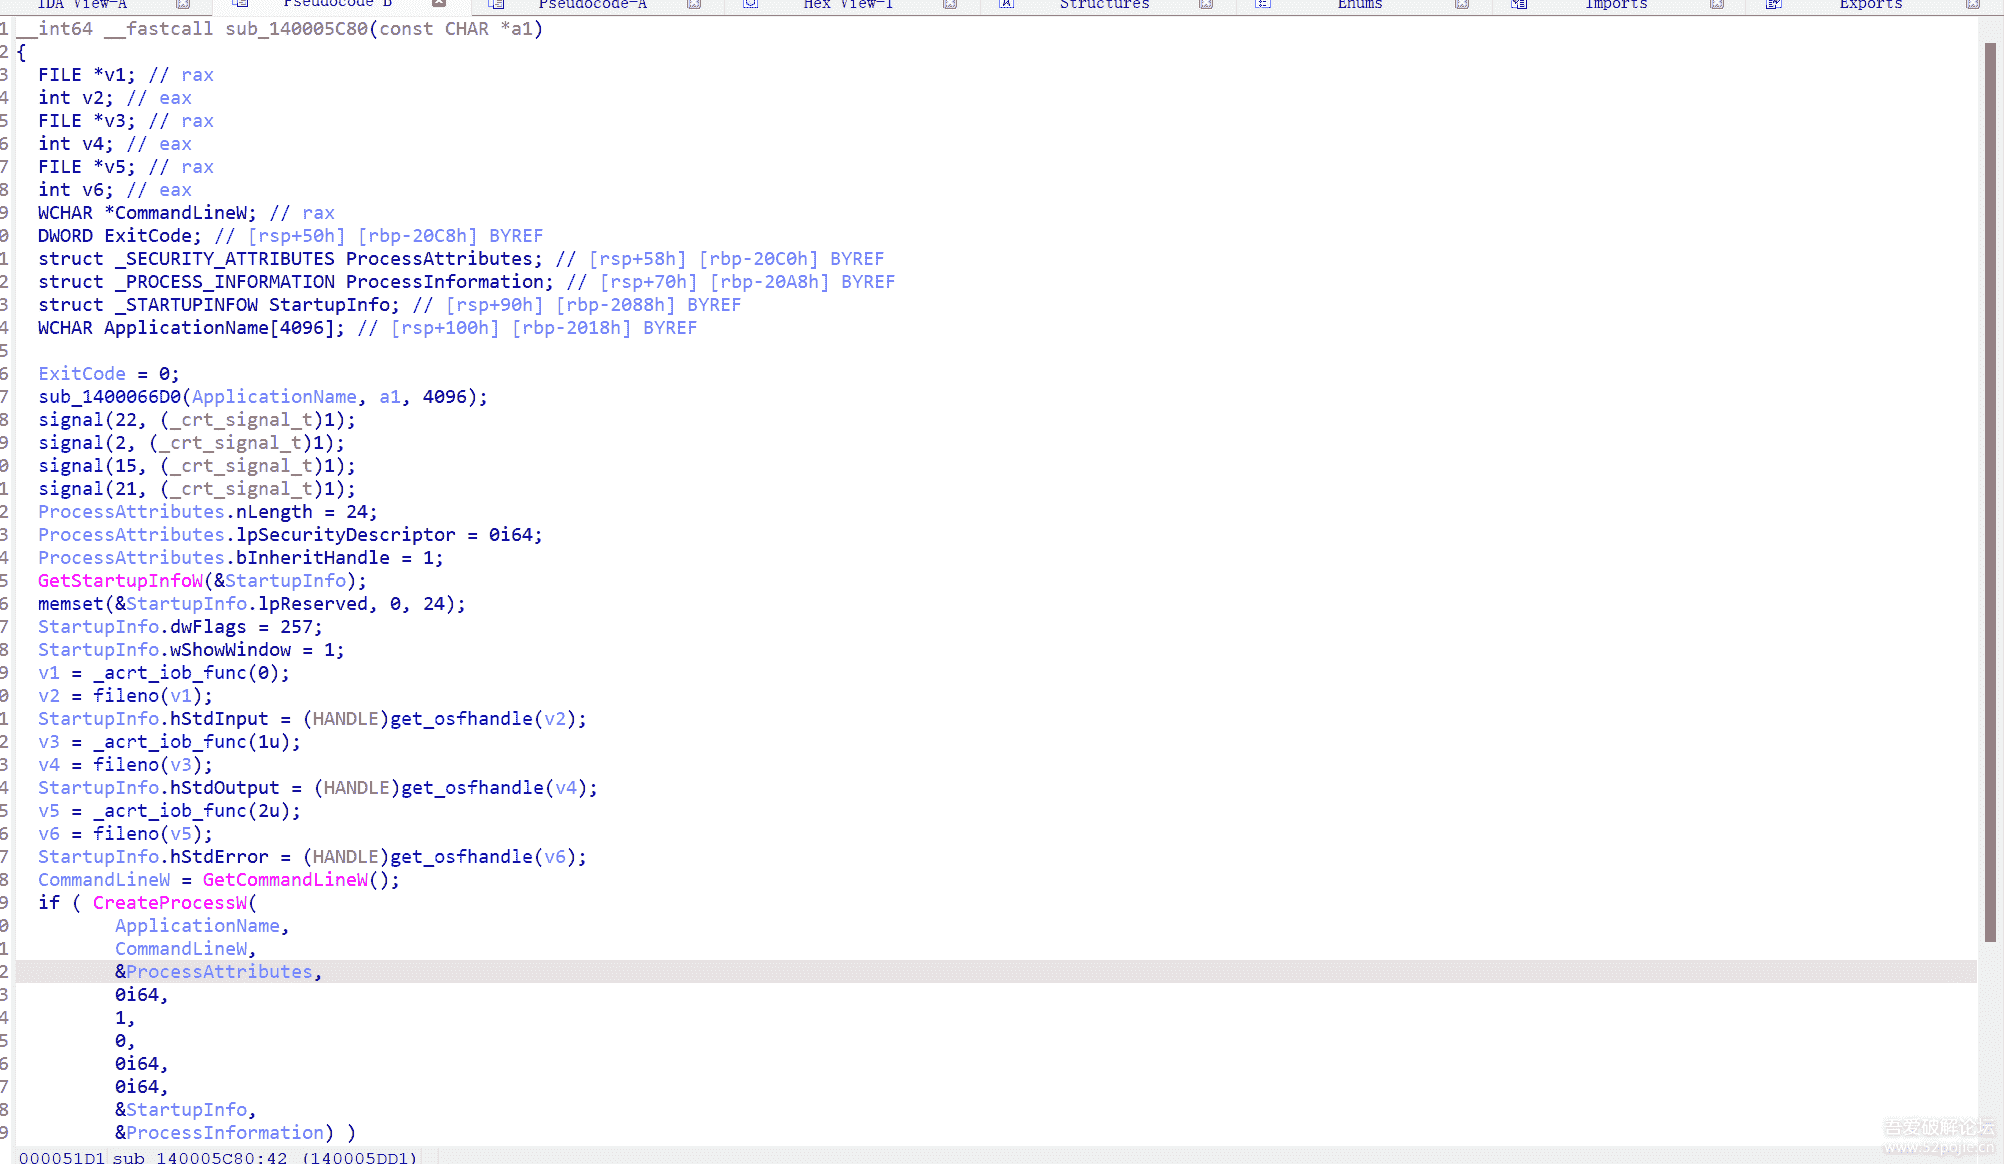 IDA View-A Pseudocode-B Pseudocode-A Hex View-1 Structures Enums Imports Exports
1 __int64 __fastcall sub_140005C80(const CHAR *a1)
2 {
3 FILE *v1; // rax
4 int v2; // eax
5 FILE *v3; // rax
6 int v4; // eax
7 FILE *v5; // rax
8 int v6; // eax
9 WCHAR *CommandLineW; // rax
0 DWORD ExitCode; // [rsp+50h] [rbp-20C8h] BYREF
1 struct _SECURITY_ATTRIBUTES ProcessAttributes; // [rsp+58h] [rbp-20C0h] BYREF
2 struct _PROCESS_INFORMATION ProcessInformation; // [rsp+70h] [rbp-20A8h] BYREF
3 struct _STARTUPINFOW StartupInfo; // [rsp+90h] [rbp-2088h] BYREF
4 WCHAR ApplicationName[4096]; // [rsp+100h] [rbp-2018h] BYREF
5
6 ExitCode = 0;
7 sub_1400066D0(ApplicationName, a1, 4096);
8 signal(22, (_crt_signal_t)1);
9 signal(2, (_crt_signal_t)1);
0 signal(15, (_crt_signal_t)1);
1 signal(21, (_crt_signal_t)1);
2 ProcessAttributes.nLength = 24;
3 ProcessAttributes.lpSecurityDescriptor = 0i64;
4 ProcessAttributes.bInheritHandle = 1;
5 GetStartupInfoW(&StartupInfo);
6 memset(&StartupInfo.lpReserved, 0, 24);
7 StartupInfo.dwFlags = 257;
8 StartupInfo.wShowWindow = 1;
9 v1 = _acrt_iob_func(0);
0 v2 = fileno(v1);
1 StartupInfo.hStdInput = (HANDLE)get_osfhandle(v2);
2 v3 = _acrt_iob_func(1u);
3 v4 = fileno(v3);
4 StartupInfo.hStdOutput = (HANDLE)get_osfhandle(v4);
5 v5 = _acrt_iob_func(2u);
6 v6 = fileno(v5);
7 StartupInfo.hStdError = (HANDLE)get_osfhandle(v6);
8 CommandLineW = GetCommandLineW();
9 if ( CreateProcessW(
0 ApplicationName,
1 CommandLineW,
2 &ProcessAttributes,
3 0i64,
4 1,
5 0,
6 0i64,
7 0i64,
8 &StartupInfo,
9 &ProcessInformation) )
000051D1 sub_140005C80:42 (140005DD1)
吾爱破解论坛
www.52pojie.cn